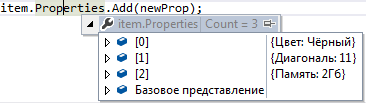 item.Properties.Add(newProp);
item.Properties Count = 3
[0] {Цвет: Чёрный}
[1] {Диагональ: 11}
[2] {Память: 2Гб}
Базовое представление